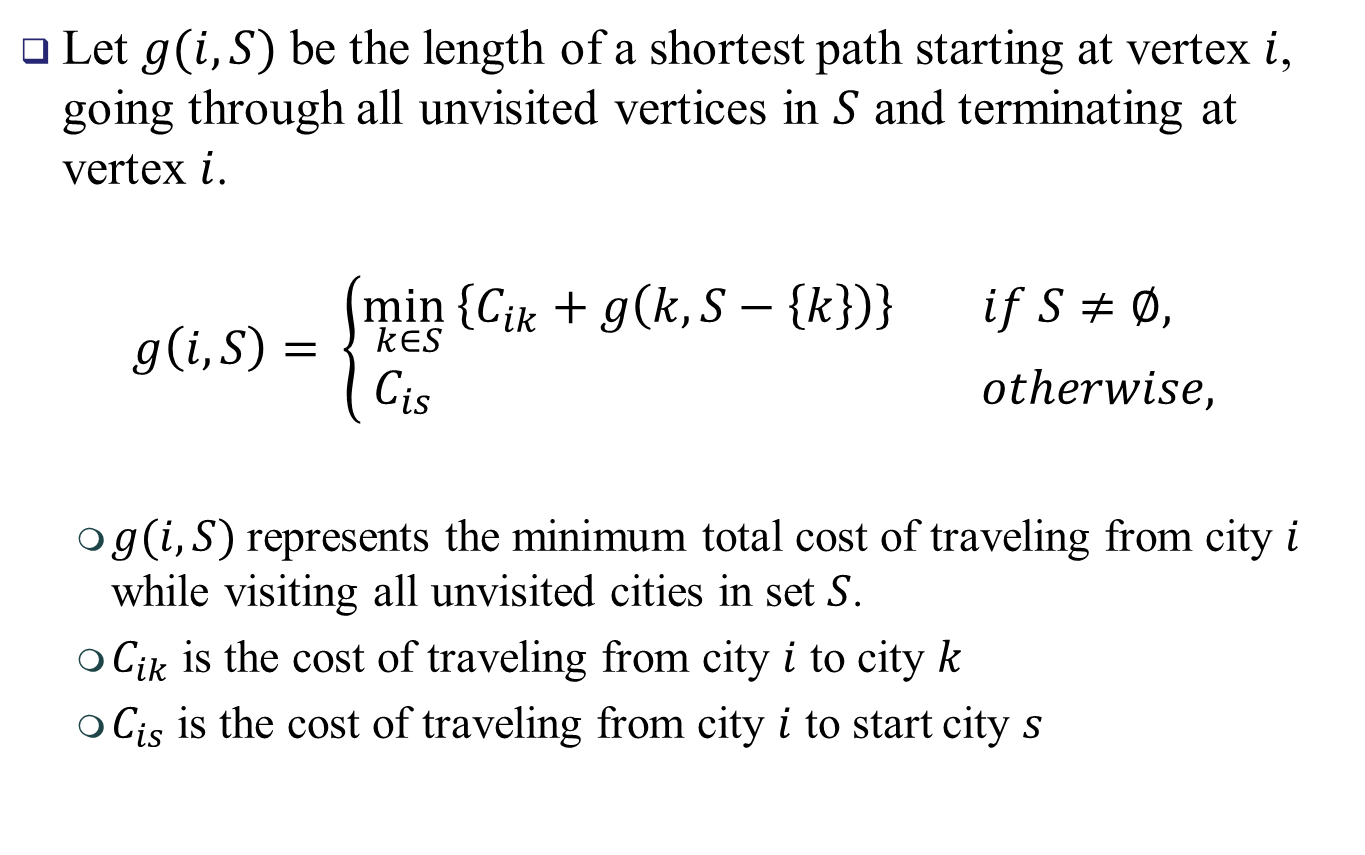 ❑ Let g(i, S) be the length of a shortest path starting at vertex i,
going through all unvisited vertices in S and terminating at
vertex i.
g(i, S) = { min {C_ik + g(k, S − {k})} if S ≠ ∅,
k∈S
C_is otherwise,
○ g(i, S) represents the minimum total cost of traveling from city i
while visiting all unvisited cities in set S.
○ C_ik is the cost of traveling from city i to city k
○ C_is is the cost of traveling from city i to start city s